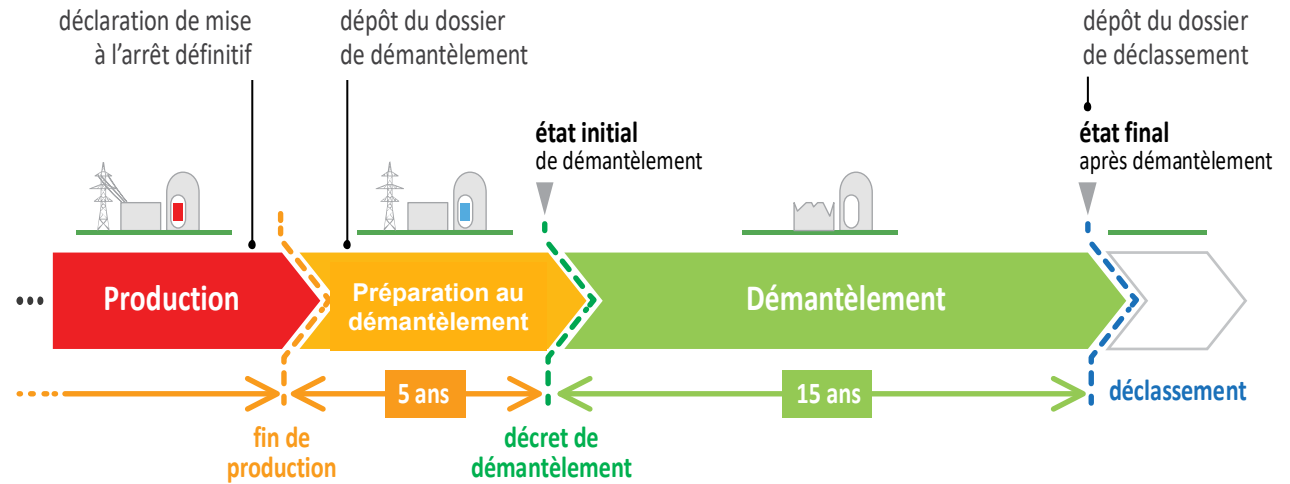 déclaration de mise
à l’arrêt définitif
dépôt du dossier
de démantèlement
dépôt du dossier
de déclassement
état initial
de démantèlement
état final
après démantèlement
Production
Préparation au
démantèlement
Démantèlement
5 ans
15 ans
déclassement
fin de
production
décret de
démantèlement